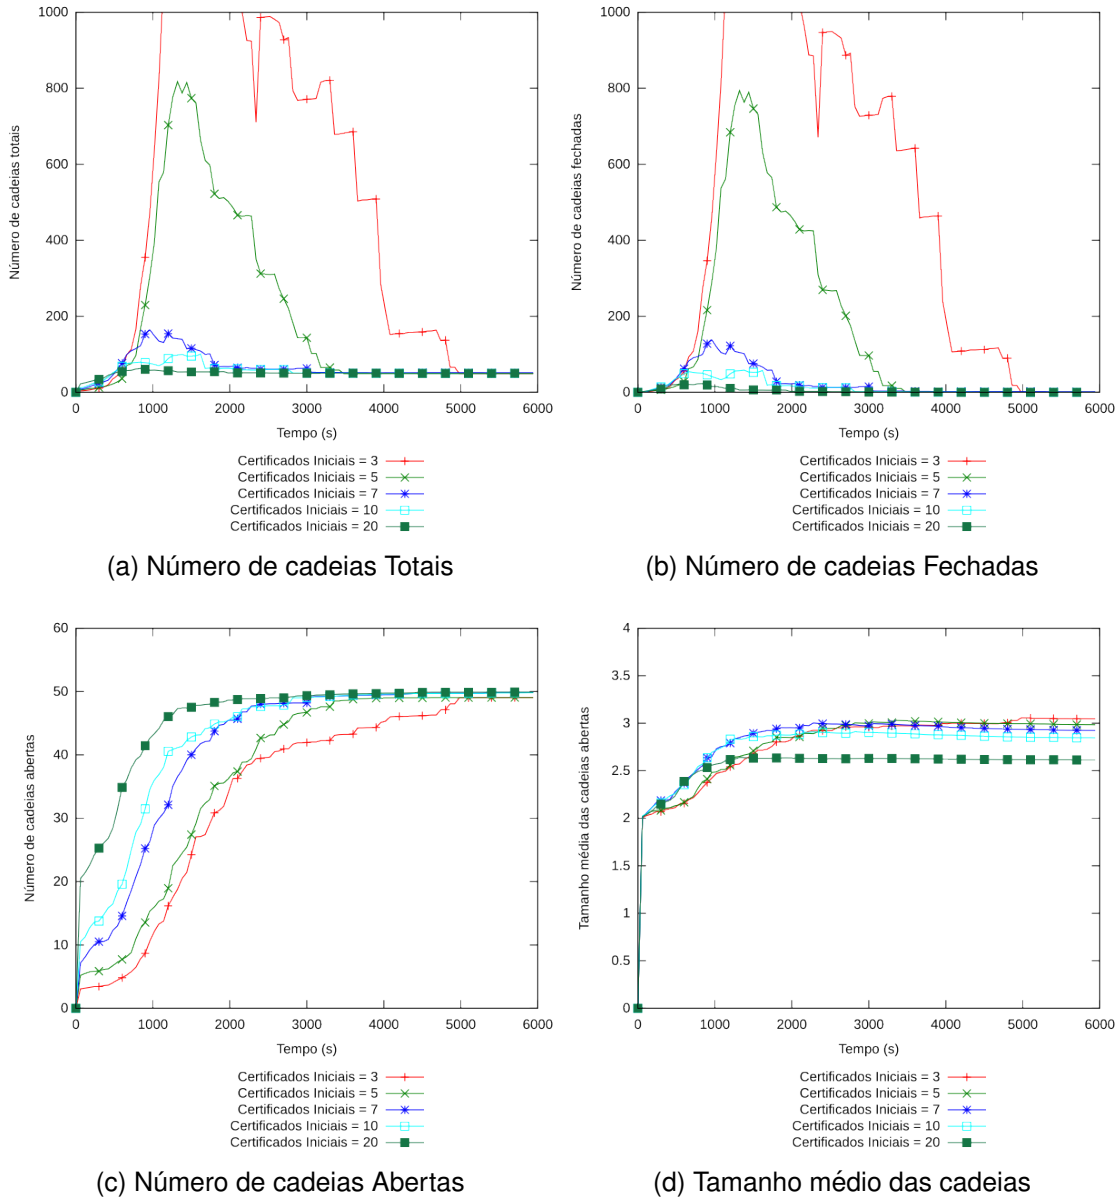 1000
800
600
400
200
0
Número de cadeias totais
0 1000 2000 3000 4000 5000 6000
Tempo (s)
Certificados Iniciais = 3
Certificados Iniciais = 5
Certificados Iniciais = 7
Certificados Iniciais = 10
Certificados Iniciais = 20
(a) Número de cadeias Totais
1000
800
600
400
200
0
Número de cadeias fechadas
0 1000 2000 3000 4000 5000 6000
Tempo (s)
Certificados Iniciais = 3
Certificados Iniciais = 5
Certificados Iniciais = 7
Certificados Iniciais = 10
Certificados Iniciais = 20
(b) Número de cadeias Fechadas
60
50
40
30
20
10
0
Número de cadeias abertas
0 1000 2000 3000 4000 5000 6000
Tempo (s)
Certificados Iniciais = 3
Certificados Iniciais = 5
Certificados Iniciais = 7
Certificados Iniciais = 10
Certificados Iniciais = 20
(c) Número de cadeias Abertas
4
3.5
3
2.5
2
1.5
1
0.5
0
Tamanho média das cadeias abertas
0 1000 2000 3000 4000 5000 6000
Tempo (s)
Certificados Iniciais = 3
Certificados Iniciais = 5
Certificados Iniciais = 7
Certificados Iniciais = 10
Certificados Iniciais = 20
(d) Tamanho médio das cadeias